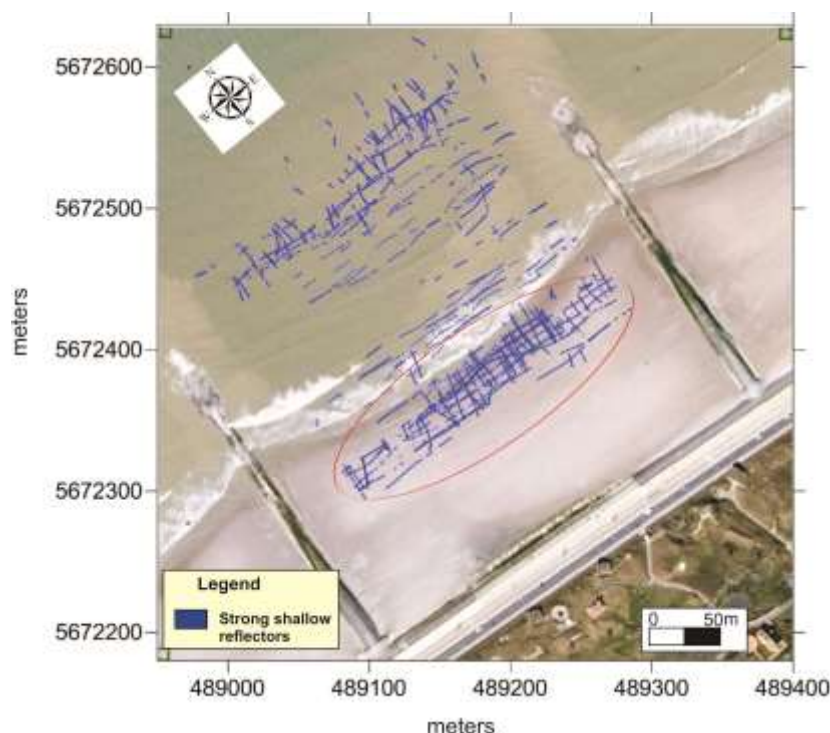 5672600
5672500
5672400
5672300
5672200
meters
N
E
W
S
Legend
Strong shallow
reflectors
0 50m
489000 489100 489200 489300 489400
meters